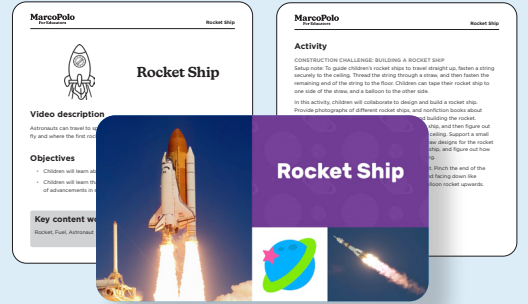 MarcoPolo
For Educators
Rocket Ship
Rocket Ship
Video description
Astronauts can travel to
fly and where the first roc
Objectives
Children will learn
Children will learn
of advancements in
Key content
Rocket, Fuel, Astronaut
MarcoPolo
For Educators
Rocket Ship
Activity
CONSTRUCTION CHALLENGE: BUILDING A ROCKET SHIP
Setup note: To guide children's rocket ships to travel straight up, fasten a string
securely to the ceiling. Thread the string through a straw, and then fasten the
remaining end of the string to the floor. Children can tape their rocket ship to
one side of the straw, and a balloon to the other side.
In this activity, children will collaborate to design and build a rocket ship.
Provide photographs of different rocket ships, and nonfiction books about
and building the rocket.
ship, and then figure out
ceiling. Support a small
draw designs for the rocket
ship, and figure out how
Pinch the end of the
and facing down like
balloon rocket upwards.
Rocket Ship